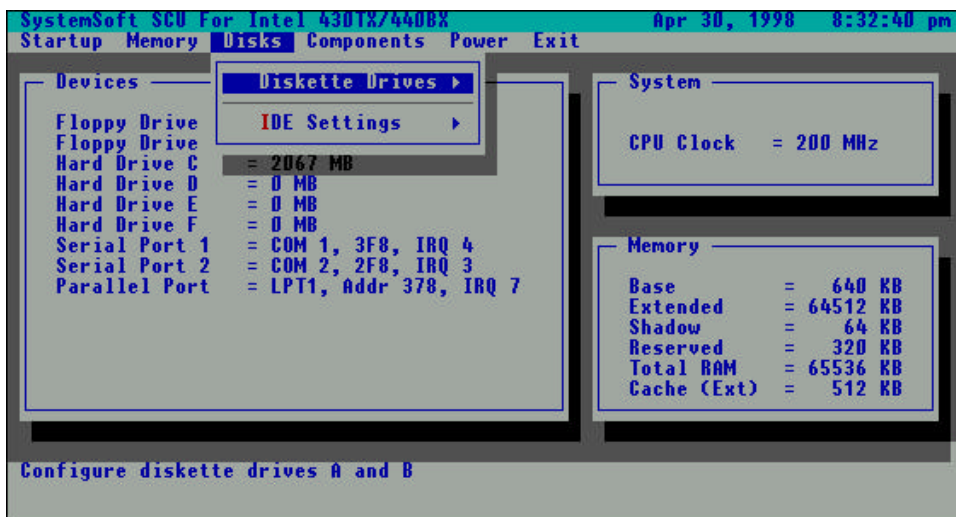 SystemSoft SCU For Intel 430TX/440BX Apr 30, 1998 8:32:40 pm
Startup Memory Disks Components Power Exit
Devices
Diskette Drives
IDE Settings
Floppy Drive
Floppy Drive
Hard Drive C = 2067 MB
Hard Drive D = 0 MB
Hard Drive E = 0 MB
Hard Drive F = 0 MB
Serial Port 1 = COM 1, 3F8, IRQ 4
Serial Port 2 = COM 2, 2F8, IRQ 3
Parallel Port = LPT1, Addr 378, IRQ 7
System
CPU Clock = 200 MHz
Memory
Base = 640 KB
Extended = 64512 KB
Shadow = 64 KB
Reserved = 320 KB
Total RAM = 65536 KB
Cache (Ext) = 512 KB
Configure diskette drives A and B